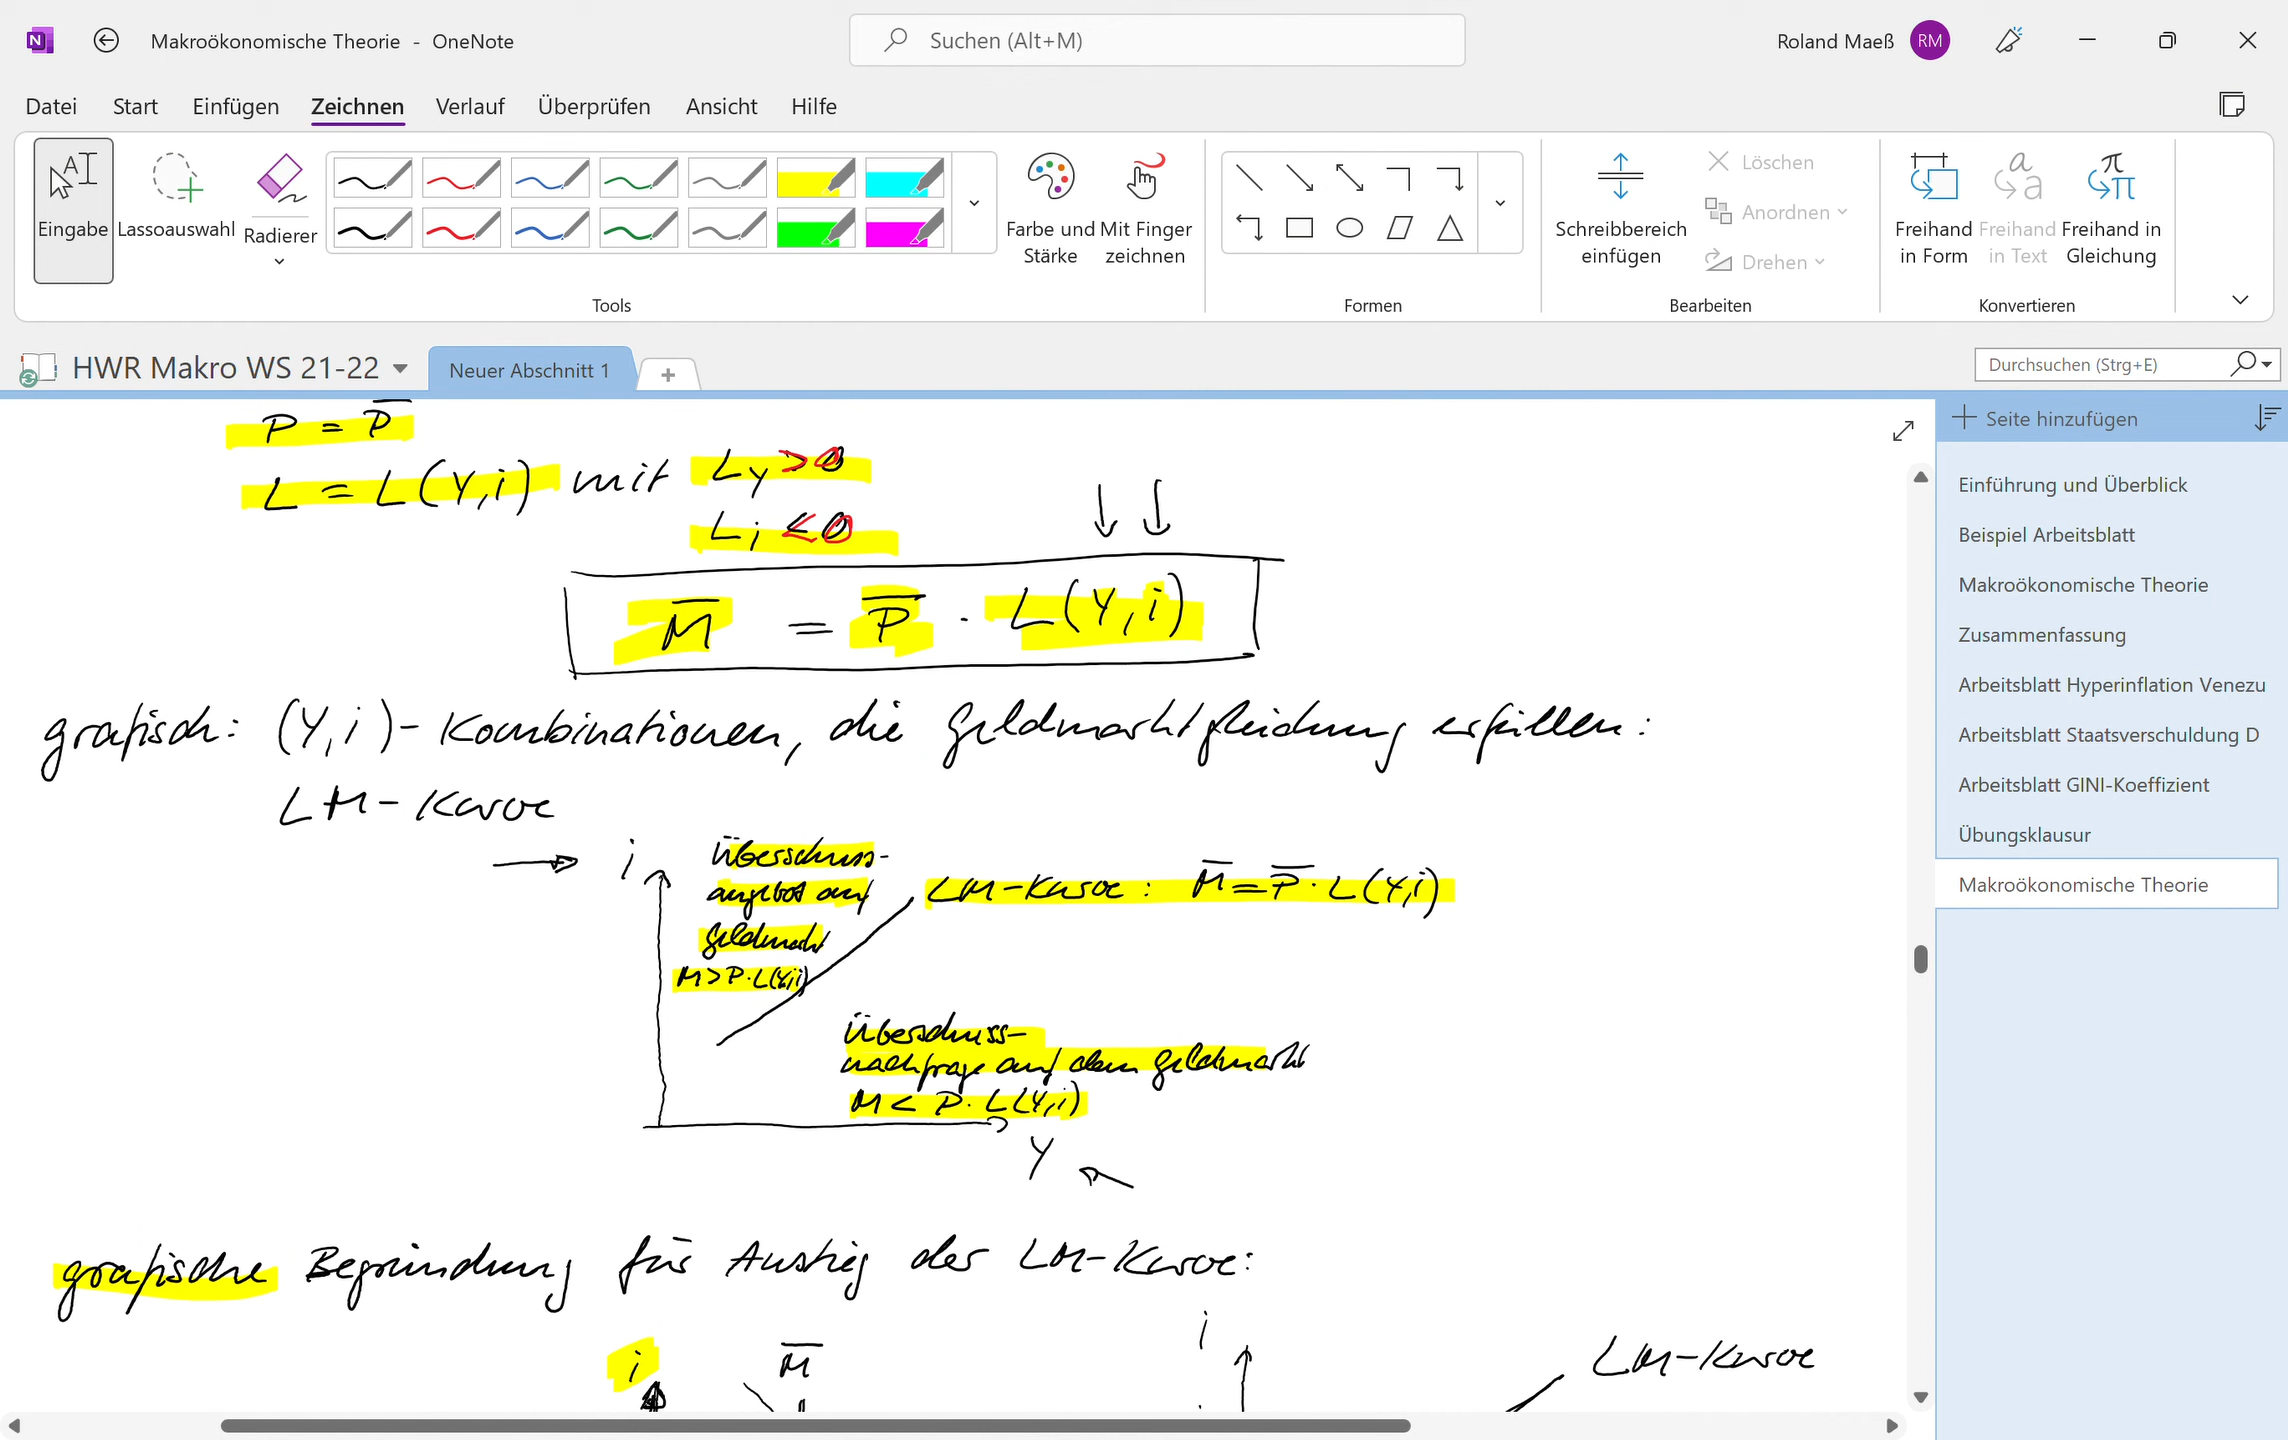 Makroökonomische Theorie - OneNote
Suchen (Alt+M)
Roland Maeß RM
Datei Start Einfügen Zeichnen Verlauf Überprüfen Ansicht Hilfe
Eingabe Lassoauswahl Radierer
Farbe und Stärke
Mit Finger zeichnen
Schreibbereich einfügen
Löschen
Anordnen
Drehen
Freihand in Form
Freihand in Text
Freihand in Gleichung
Tools Formen Bearbeiten Konvertieren
HWR Makro WS 21-22 Neuer Abschnitt 1 +
Durchsuchen (Strg+E)
Seite hinzufügen
Einführung und Überblick
Beispiel Arbeitsblatt
Makroökonomische Theorie
Zusammenfassung
Arbeitsblatt Hyperinflation Venezu
Arbeitsblatt Staatsverschuldung D
Arbeitsblatt GINI-Koeffizient
Übungsklausur
Makroökonomische Theorie
P = P̅
L = L(Y,i) mit L_Y > 0
L_i < 0
M̅ = P̅ · L(Y,i)
grafisch: (Y,i)-Kombinationen, die Geldmarktgleichung erfüllen:
LM-Kurve
→ i
Überschuss-
angebot auf
Geldmarkt
M > P · L(Y,i)
LM-Kurve: M̅ = P̅ · L(Y,i)
Überschuss-
nachfrage auf dem Geldmarkt
M < P · L(Y,i)
Y
grafische Begründung für Anstieg der LM-Kurve:
i M̅ i LM-Kurve